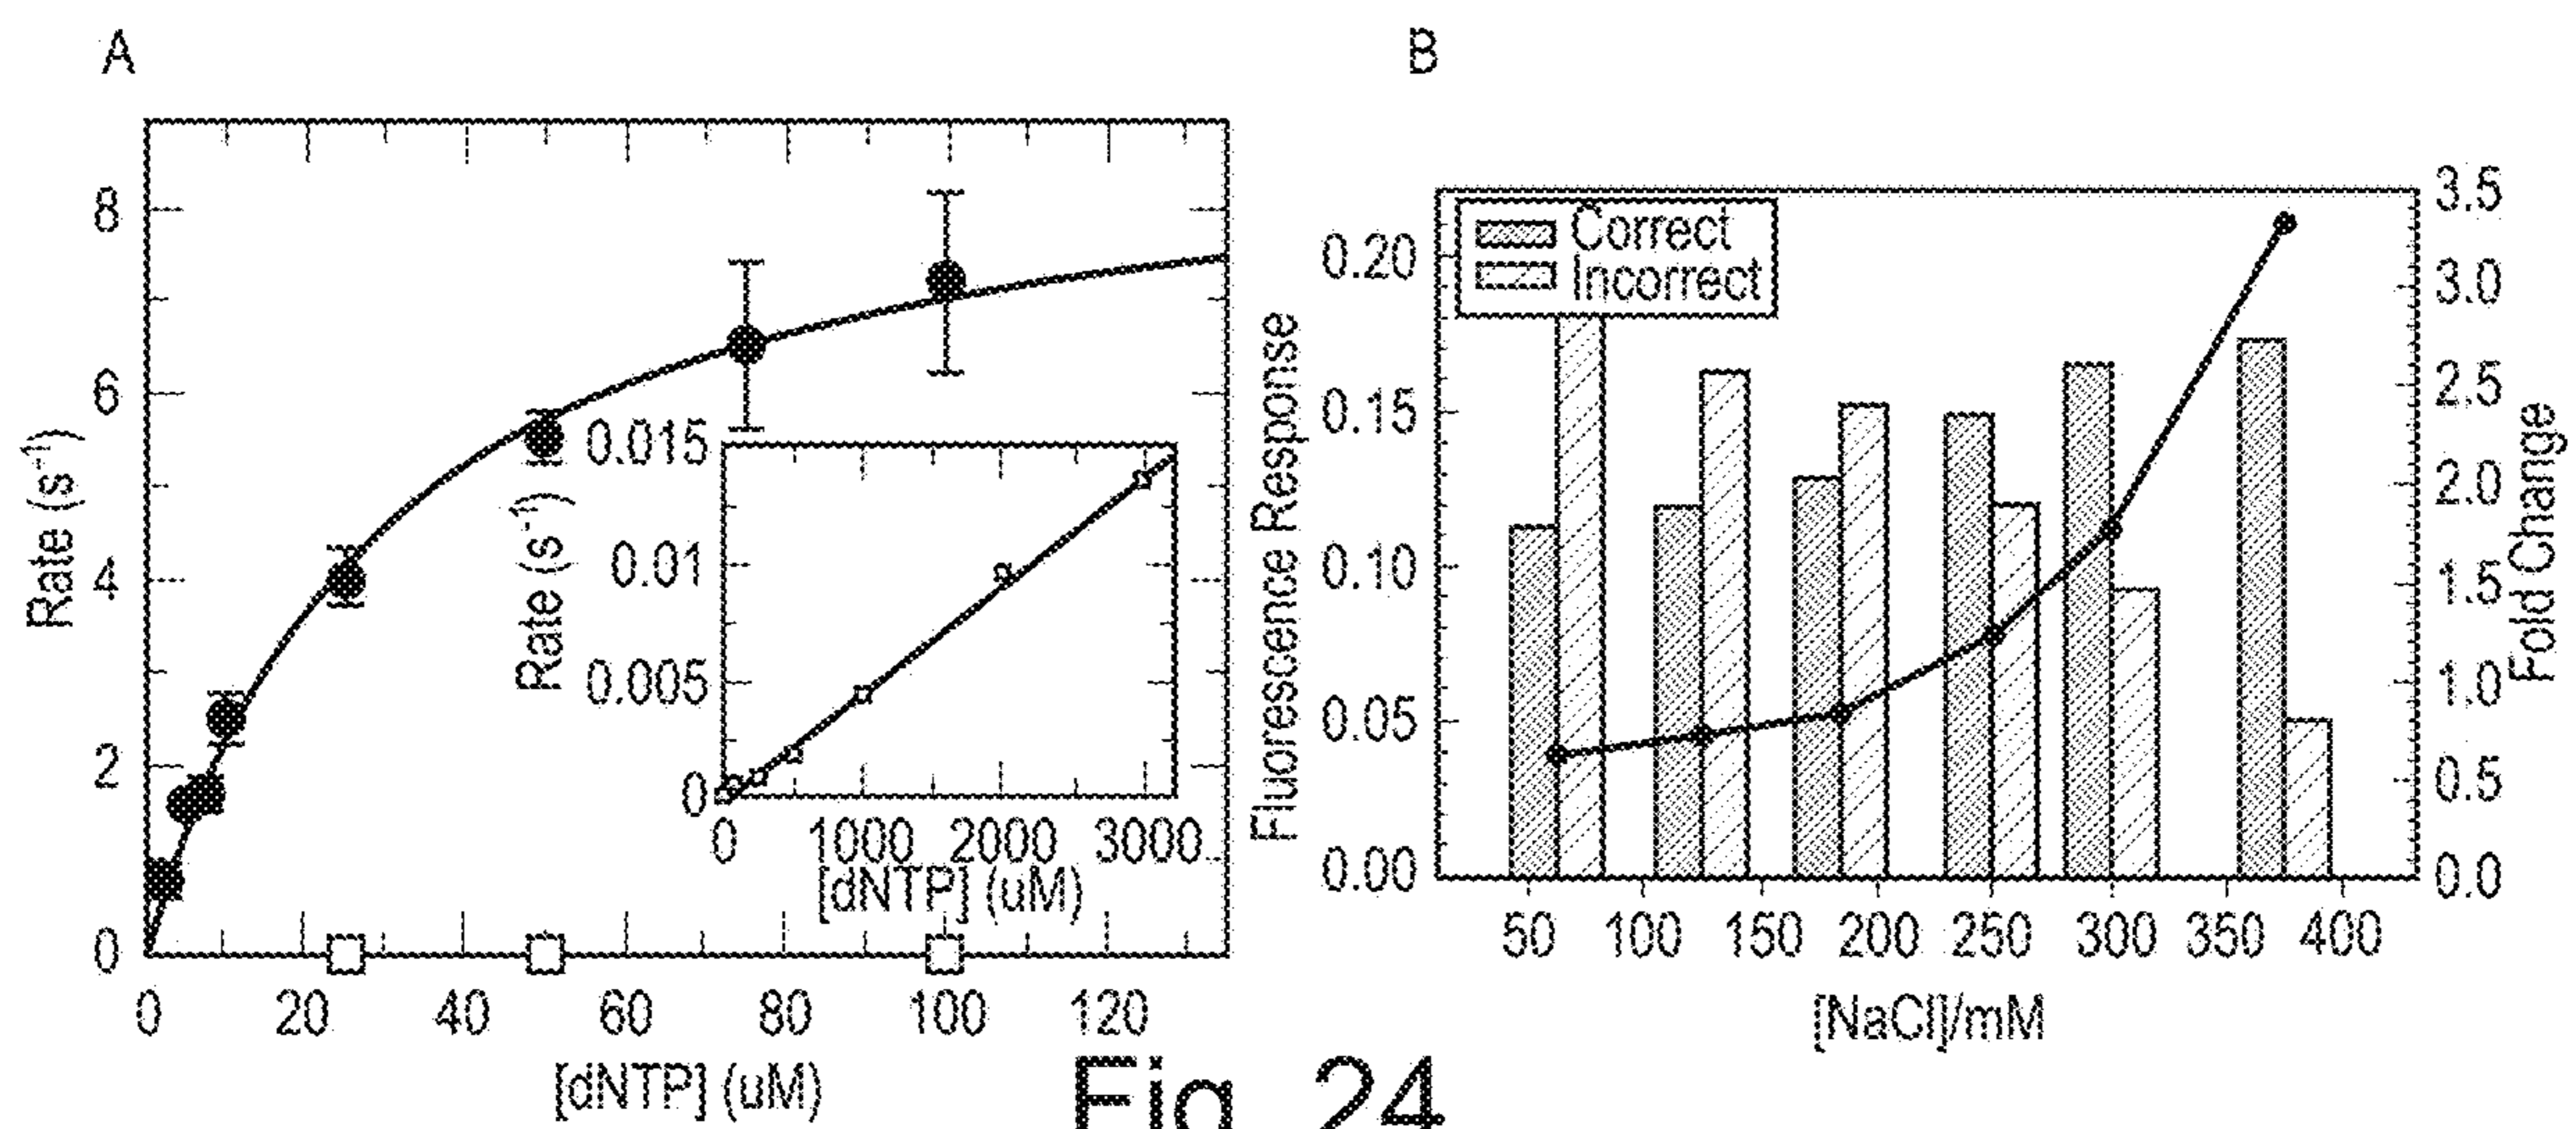 A
Rate (s-1)
8
6
4
2
0
0 20 40 60 80 100 120
[dNTP] (uM)
Rate (s-1)
0.015
0.01
0.005
0
0 1000 2000 3000
[dNTP] (uM)
B
Correct
Incorrect
Fluorescence Response
0.20
0.15
0.10
0.05
0.00
50 100 150 200 250 300 350 400
[NaCl]/mM
3.5
3.0
2.5
2.0
1.5
1.0
0.5
0.0
Fold Change
Fig. 24